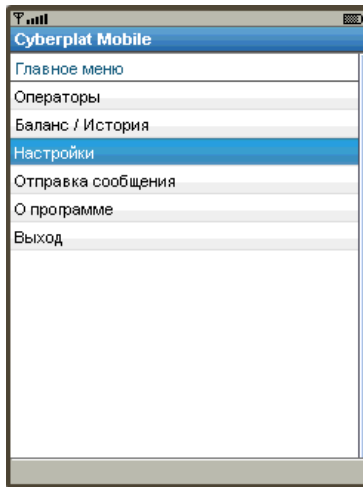 Cyberplat Mobile
Главное меню
Операторы
Баланс / История
Настройки
Отправка сообщения
О программе
Выход